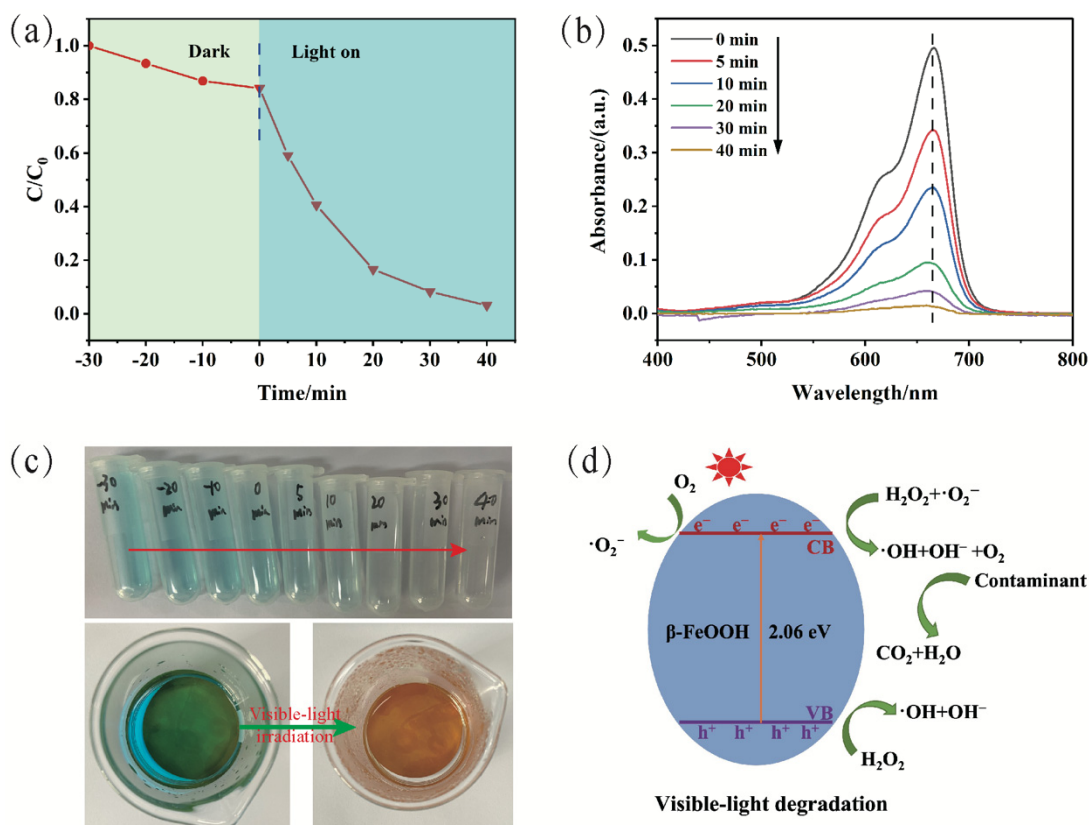 (a)
Dark
Light on
1.0
0.8
0.6
0.4
0.2
0.0
C/C₀
-30
-20
-10
0
10
20
30
40
Time/min
(b)
0 min
5 min
10 min
20 min
30 min
40 min
0.5
0.4
0.3
0.2
0.1
0.0
Absorbance/(a.u.)
400
500
600
700
800
Wavelength/nm
(c)
-30 min
-20 min
-10 min
0 min
5 min
10 min
20 min
30 min
40 min
Visible-light
irradiation
(d)
O₂
·O₂⁻
e⁻ e⁻ e⁻ e⁻
CB
H₂O₂+·O₂⁻
·OH+OH⁻ +O₂
Contaminant
β-FeOOH
2.06 eV
CO₂+H₂O
VB
h⁺ h⁺ h⁺ h⁺
·OH+OH⁻
H₂O₂
Visible-light degradation